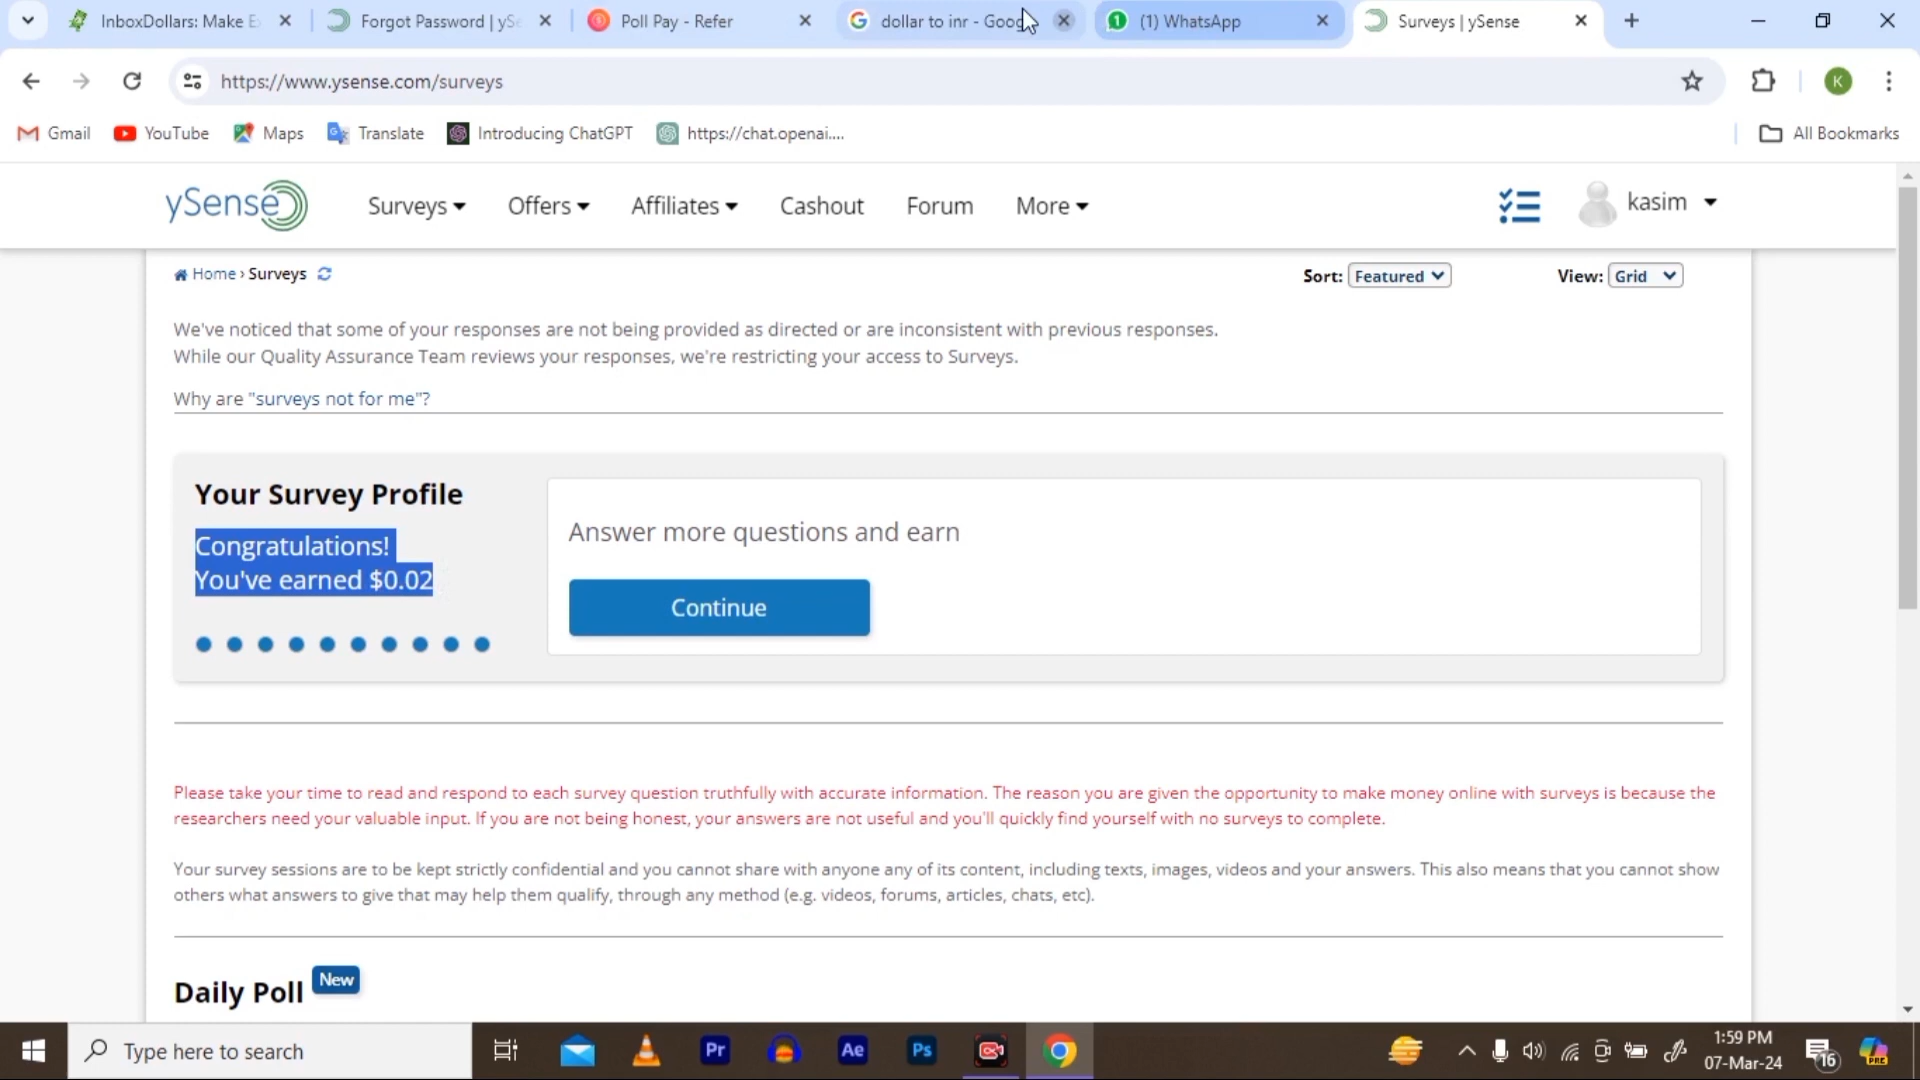 InboxDollars: Make E
Forgot Password | ySe
Poll Pay - Refer
dollar to inr - Goog
(1) WhatsApp
Surveys | ySense
https://www.ysense.com/surveys
K
Gmail
YouTube
Maps
Translate
Introducing ChatGPT
https://chat.openai....
All Bookmarks
ySense
Surveys
Offers
Affiliates
Cashout
Forum
More
kasim
Home › Surveys
Sort: Featured
View: Grid
We've noticed that some of your responses are not being provided as directed or are inconsistent with previous responses.
While our Quality Assurance Team reviews your responses, we're restricting your access to Surveys.
Why are "surveys not for me"?
Your Survey Profile
Congratulations!
You've earned $0.02
Answer more questions and earn
Continue
Please take your time to read and respond to each survey question truthfully with accurate information. The reason you are given the opportunity to make money online with surveys is because the
researchers need your valuable input. If you are not being honest, your answers are not useful and you'll quickly find yourself with no surveys to complete.
Your survey sessions are to be kept strictly confidential and you cannot share with anyone any of its content, including texts, images, videos and your answers. This also means that you cannot show
others what answers to give that may help them qualify, through any method (e.g. videos, forums, articles, chats, etc).
Daily Poll New
Type here to search
Pr
Ae
Ps
1:59 PM
07-Mar-24
16
PRE